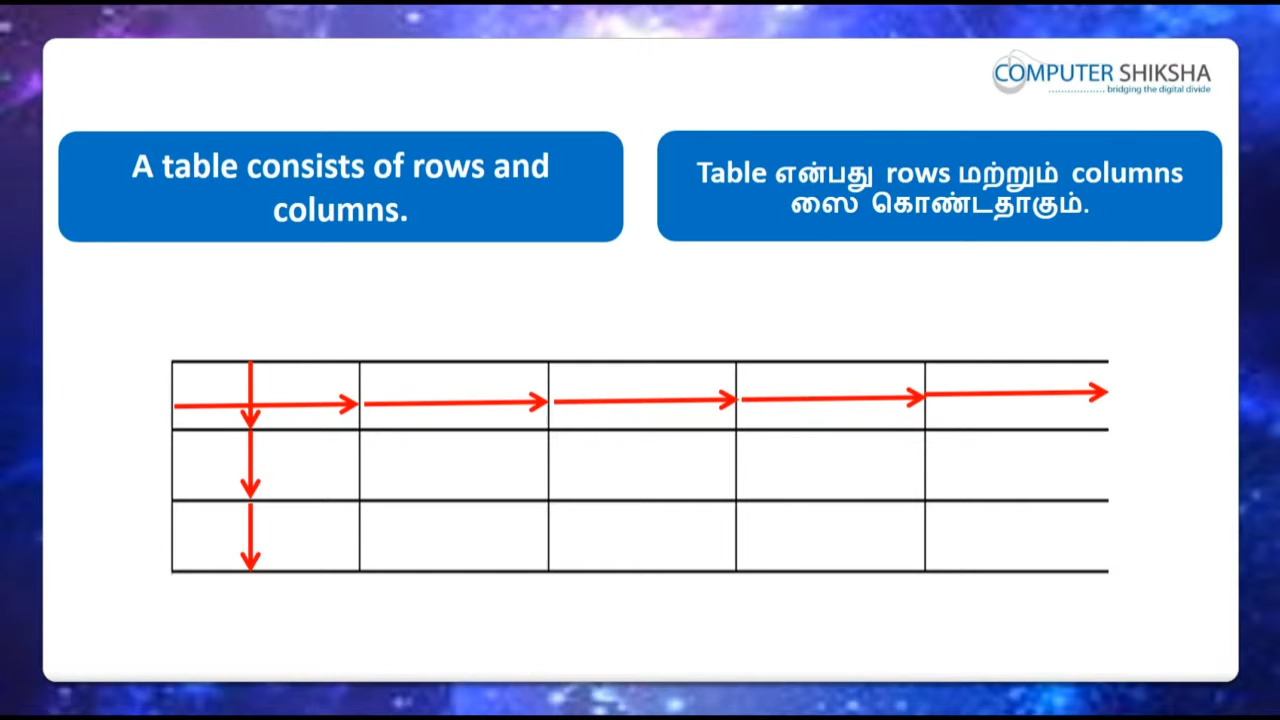 COMPUTER SHIKSHA
bridging the digital divide
A table consists of rows and
columns.
Table என்பது rows மற்றும் columns
ஸை கொண்டதாகும்.